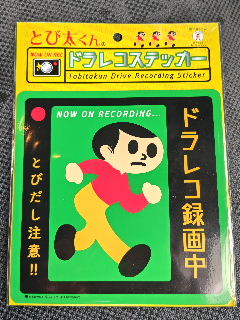 とび太くんの
NOW ON REC
ドラレコステッカー
Tobitakun Drive Recording Sticker
NOW ON RECORDING...
ドラレコ録画中
とびだし注意!!